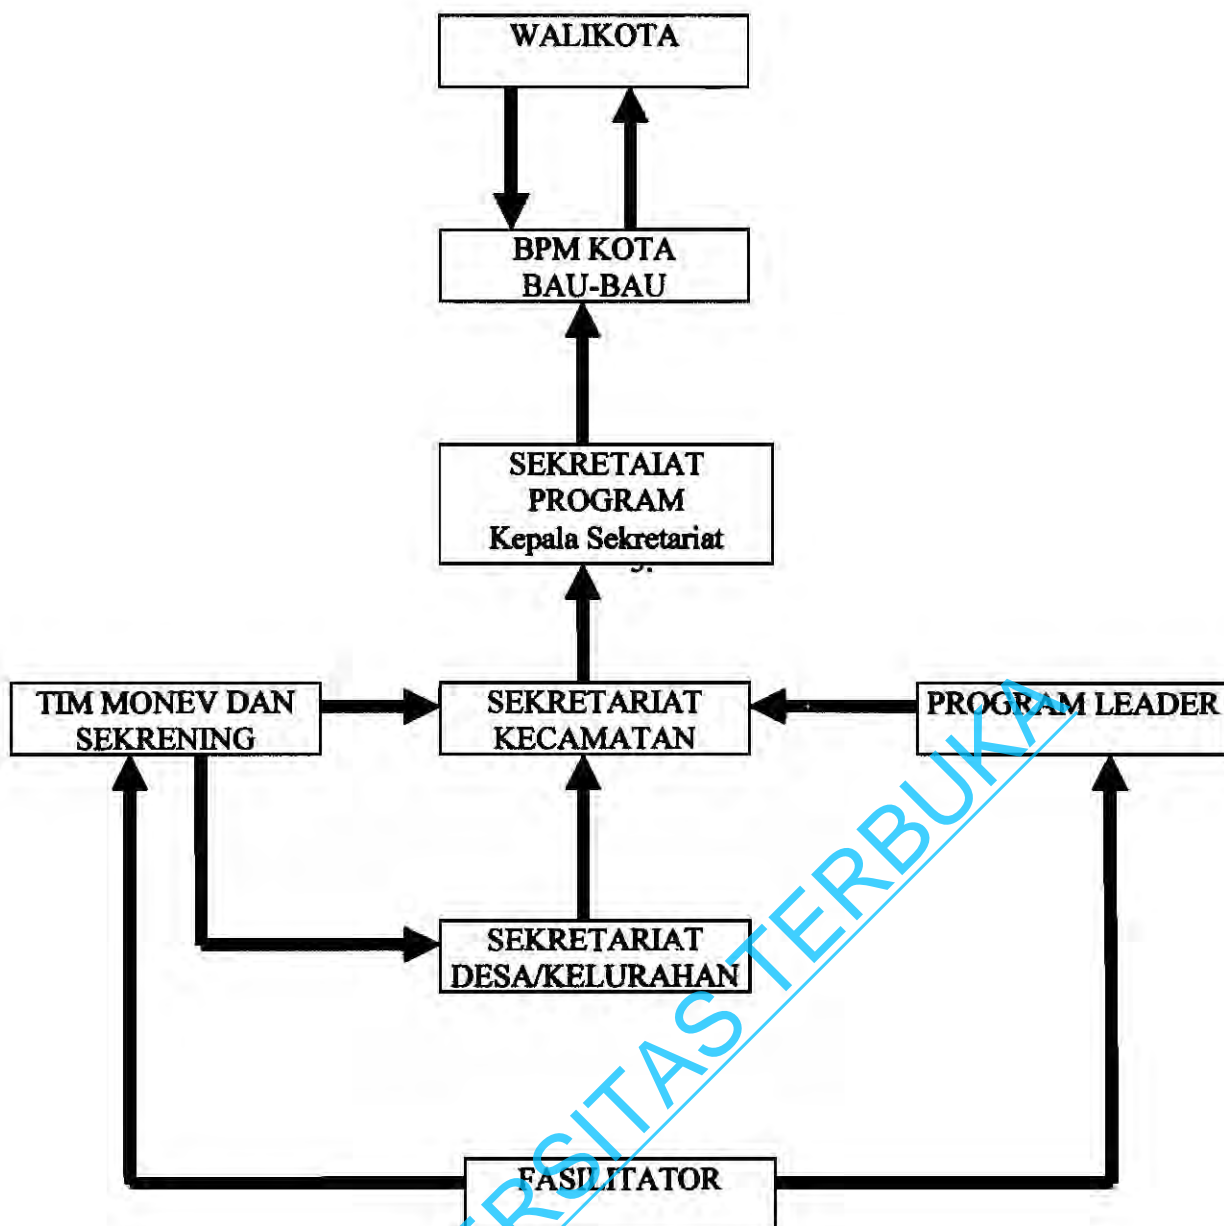 WALIKOTA
BPM KOTA
BAU-BAU
SEKRETAIAT
PROGRAM
Kepala Sekretariat
TIM MONEV DAN
SEKRENING
SEKRETARIAT
KECAMATAN
PROGRAM LEADER
SEKRETARIAT
DESA/KELURAHAN
FASILITATOR
ERSITAS TERBUKA